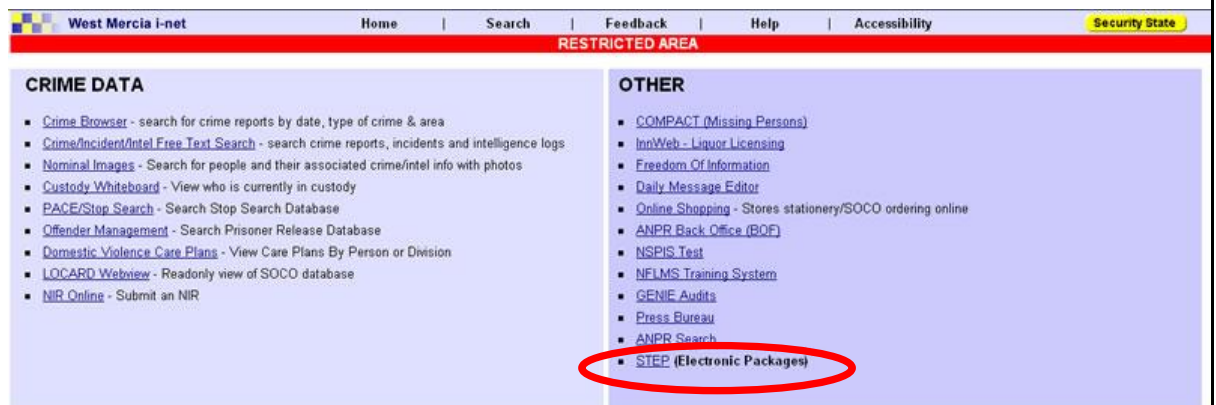 West Mercia i-net Home | Search | Feedback | Help | Accessibility Security State
RESTRICTED AREA
CRIME DATA
Crime Browser - search for crime reports by date, type of crime & area
Crime/Incident/Intel Free Text Search - search crime reports, incidents and intelligence logs
Nominal Images - Search for people and their associated crime/intel info with photos
Custody Whiteboard - View who is currently in custody
PACE/Stop Search - Search Stop Search Database
Offender Management - Search Prisoner Release Database
Domestic Violence Care Plans - View Care Plans By Person or Division
LOCARD Webview - Readonly view of SOCO database
NIR Online - Submit an NIR
OTHER
COMPACT (Missing Persons)
InnWeb - Liquor Licensing
Freedom Of Information
Daily Message Editor
Online Shopping - Stores stationery/SOCO ordering online
ANPR Back Office (BOF)
NSPIS Test
NFLMS Training System
GENIE Audits
Press Bureau
ANPR Search
STEP (Electronic Packages)